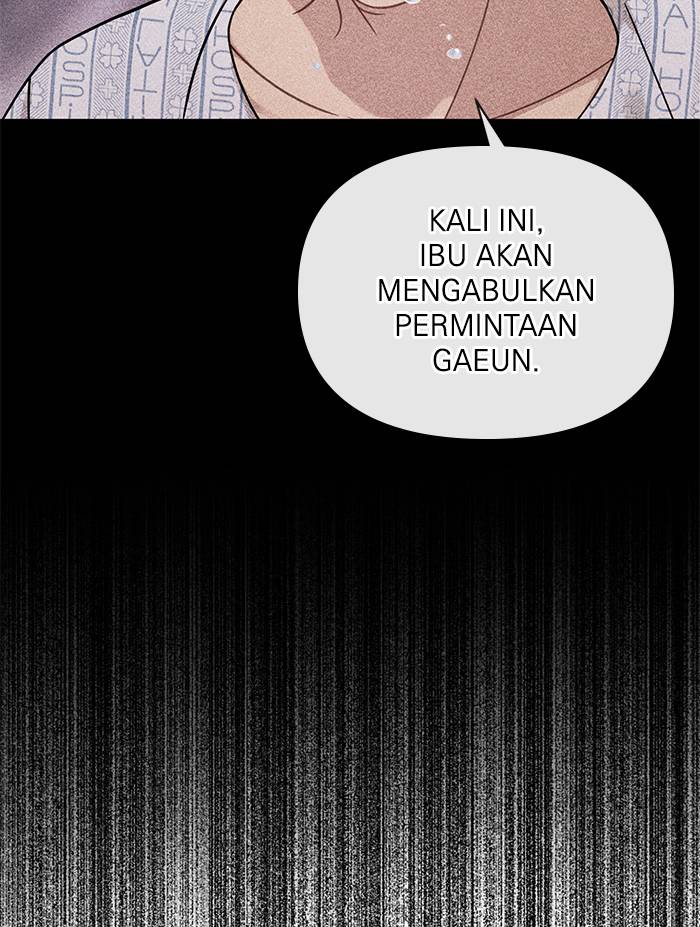 KALI INI,
IBU AKAN
MENGABULKAN
PERMINTAAN
GAEUN.